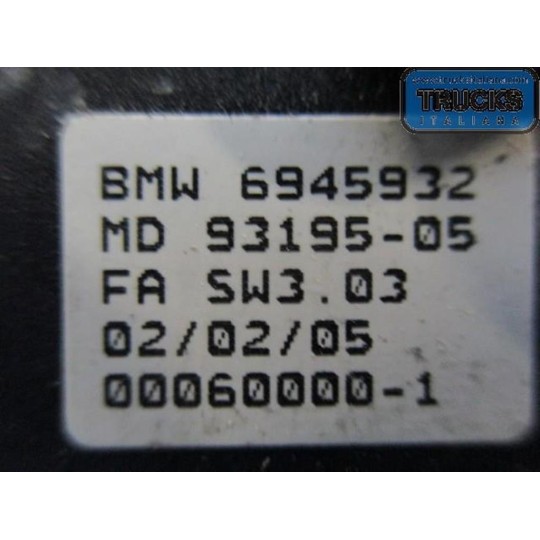 TRUCKS
ITALIANA
BMW 6945932
MD 93195-05
FA SW3.03
02/02/05
00060000-1